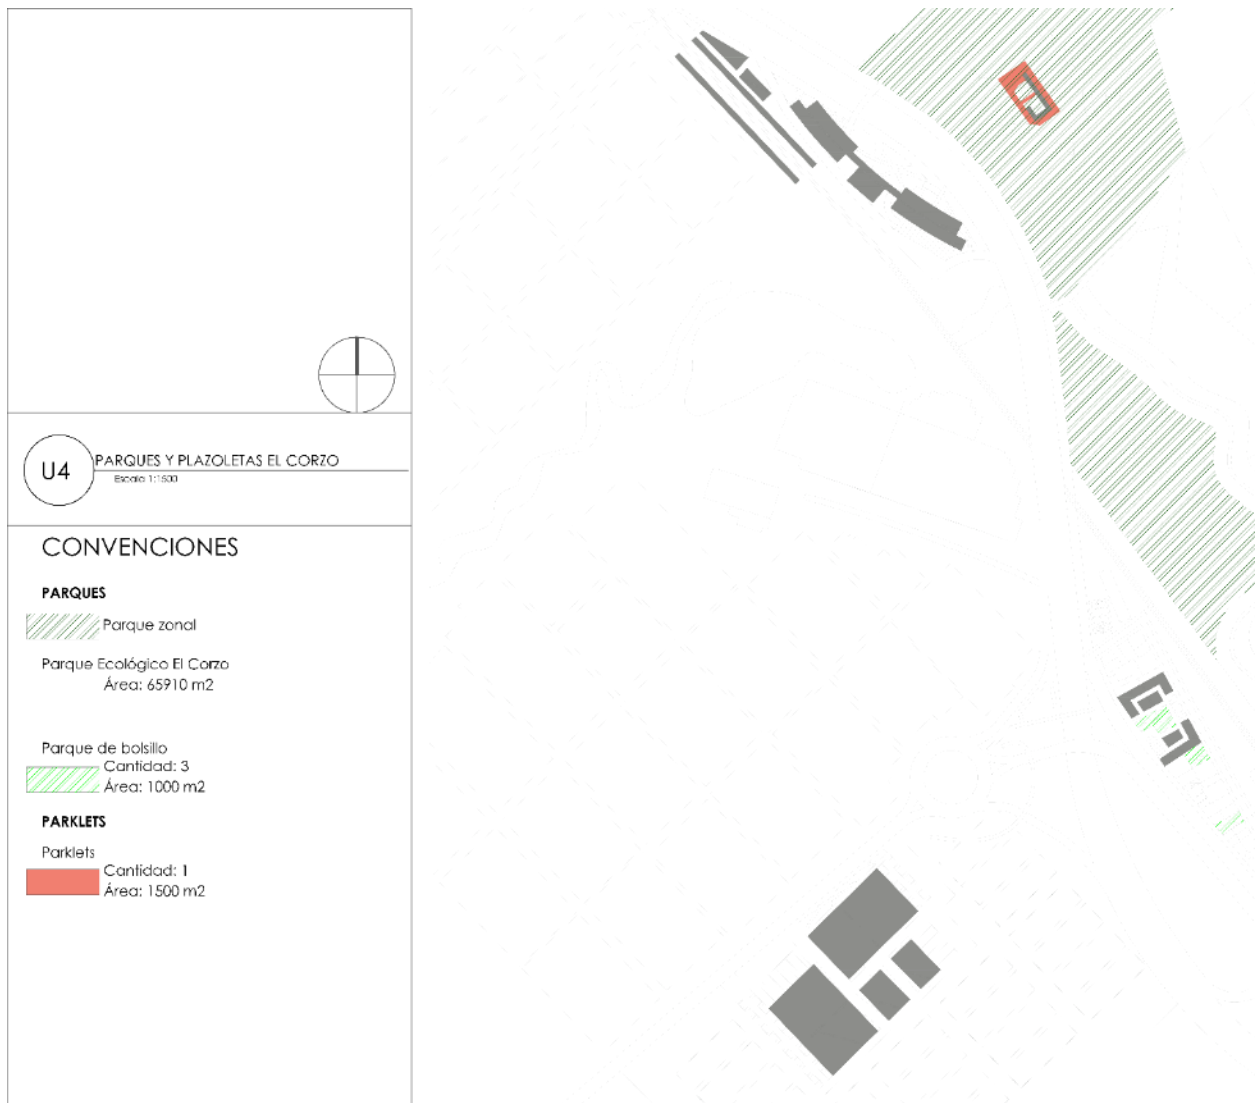 U4
PARQUES Y PLAZOLETAS EL CORZO
Escala 1:1500
CONVENCIONES
PARQUES
Parque zonal
Parque Ecológico El Corzo
Área: 65910 m2
Parque de bolsillo
Cantidad: 3
Área: 1000 m2
PARKLETS
Parklets
Cantidad: 1
Área: 1500 m2